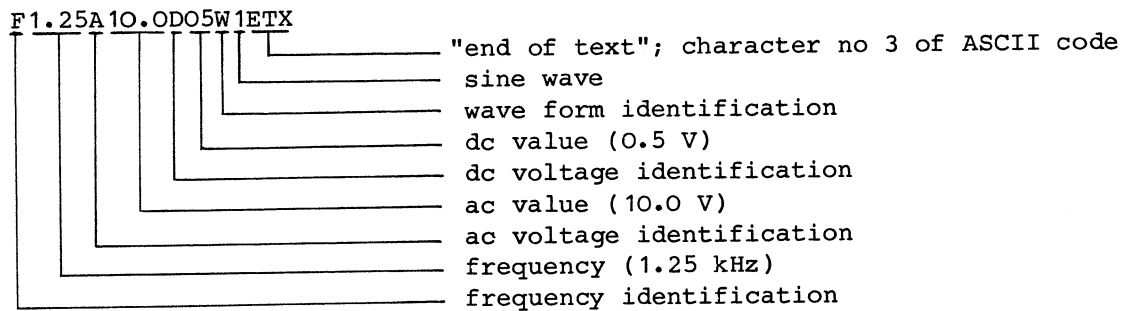 F1.25A10.0D05W1ETX
"end of text"; character no 3 of ASCII code
sine wave
wave form identification
dc value (0.5 V)
dc voltage identification
ac value (10.0 V)
ac voltage identification
frequency (1.25 kHz)
frequency identification